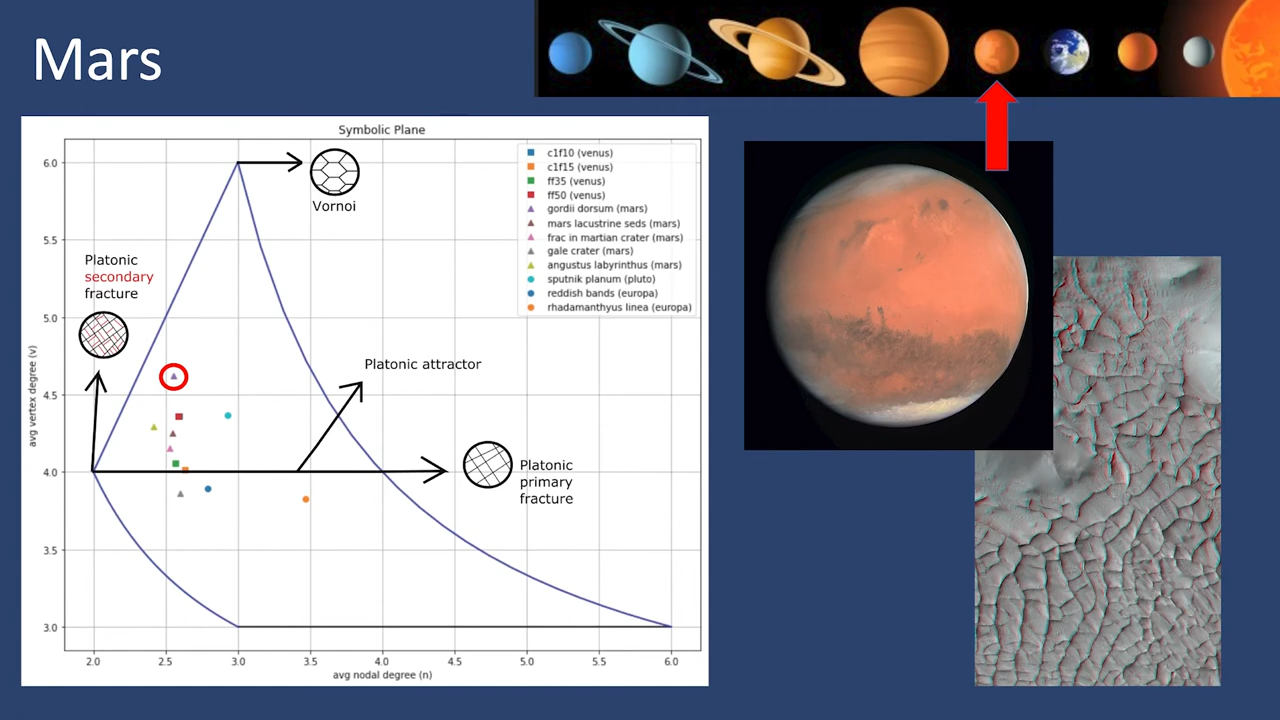 Mars
Symbolic Plane
6.0
5.5
5.0
4.5
4.0
3.5
3.0
avg vertex degree (v)
2.0 2.5 3.0 3.5 4.0 4.5 5.0 5.5 6.0
avg nodal degree (n)
c1f10 (venus)
c1f15 (venus)
ff35 (venus)
ff50 (venus)
gordii dorsum (mars)
mars lacustrine seds (mars)
frac in martian crater (mars)
gale crater (mars)
angustus labyrinthus (mars)
sputnik planum (pluto)
reddish bands (europa)
rhadamanthyus linea (europa)
Vornoi
Platonic
secondary
fracture
Platonic attractor
Platonic
primary
fracture